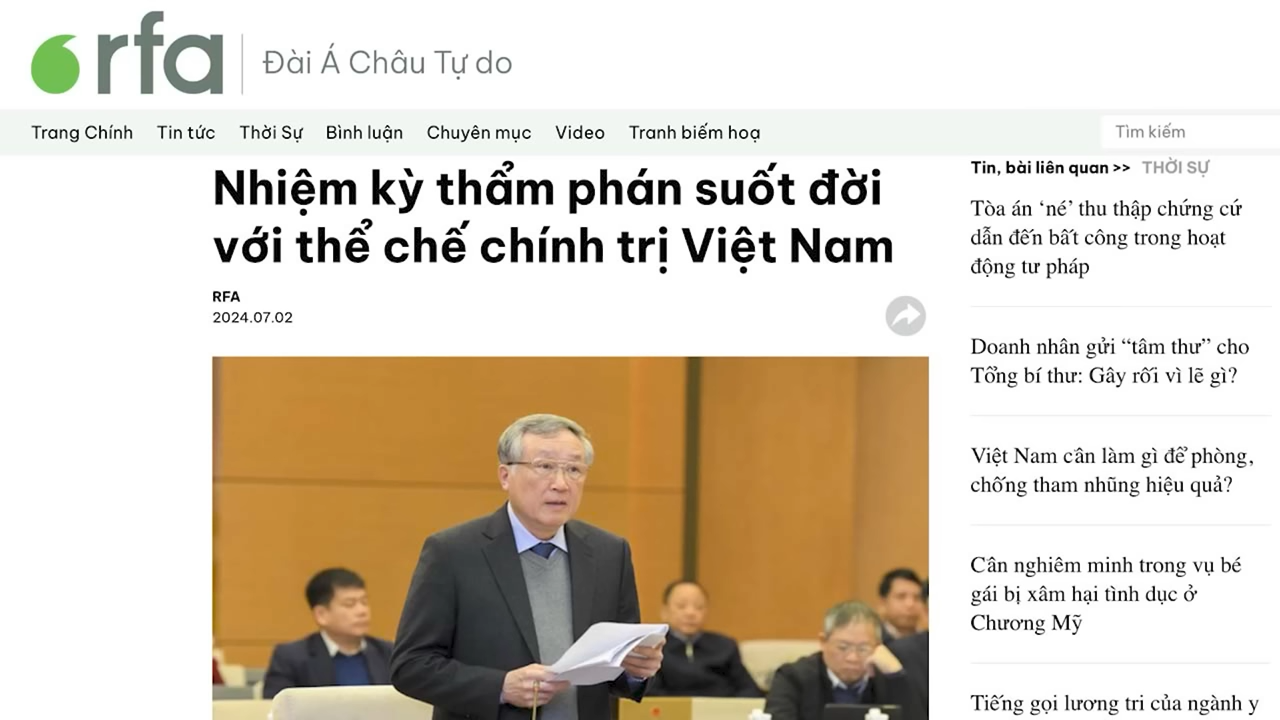 rfa Đài Á Châu Tự do
Trang Chính Tin tức Thời Sự Bình luận Chuyên mục Video Tranh biếm hoạ Tìm kiếm
Nhiệm kỳ thẩm phán suốt đời
với thể chế chính trị Việt Nam
RFA
2024.07.02
Tin, bài liên quan >> THỜI SỰ
Tòa án ‘né’ thu thập chứng cứ
dẫn đến bất công trong hoạt
động tư pháp
Doanh nhân gửi “tâm thư” cho
Tổng bí thư: Gây rối vì lẽ gì?
Việt Nam cần làm gì để phòng,
chống tham nhũng hiệu quả?
Cần nghiêm minh trong vụ bé
gái bị xâm hại tình dục ở
Chương Mỹ
Tiếng gọi lương tri của ngành y